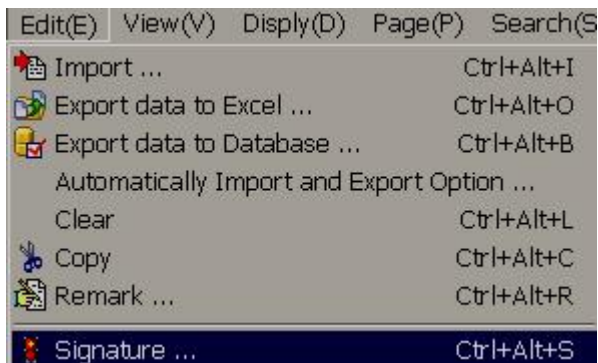 Edit(E) View(V) Disply(D) Page(P) Search(S
Import ... Ctrl+Alt+I
Export data to Excel ... Ctrl+Alt+O
Export data to Database ... Ctrl+Alt+B
Automatically Import and Export Option ...
Clear Ctrl+Alt+L
Copy Ctrl+Alt+C
Remark ... Ctrl+Alt+R
Signature ... Ctrl+Alt+S